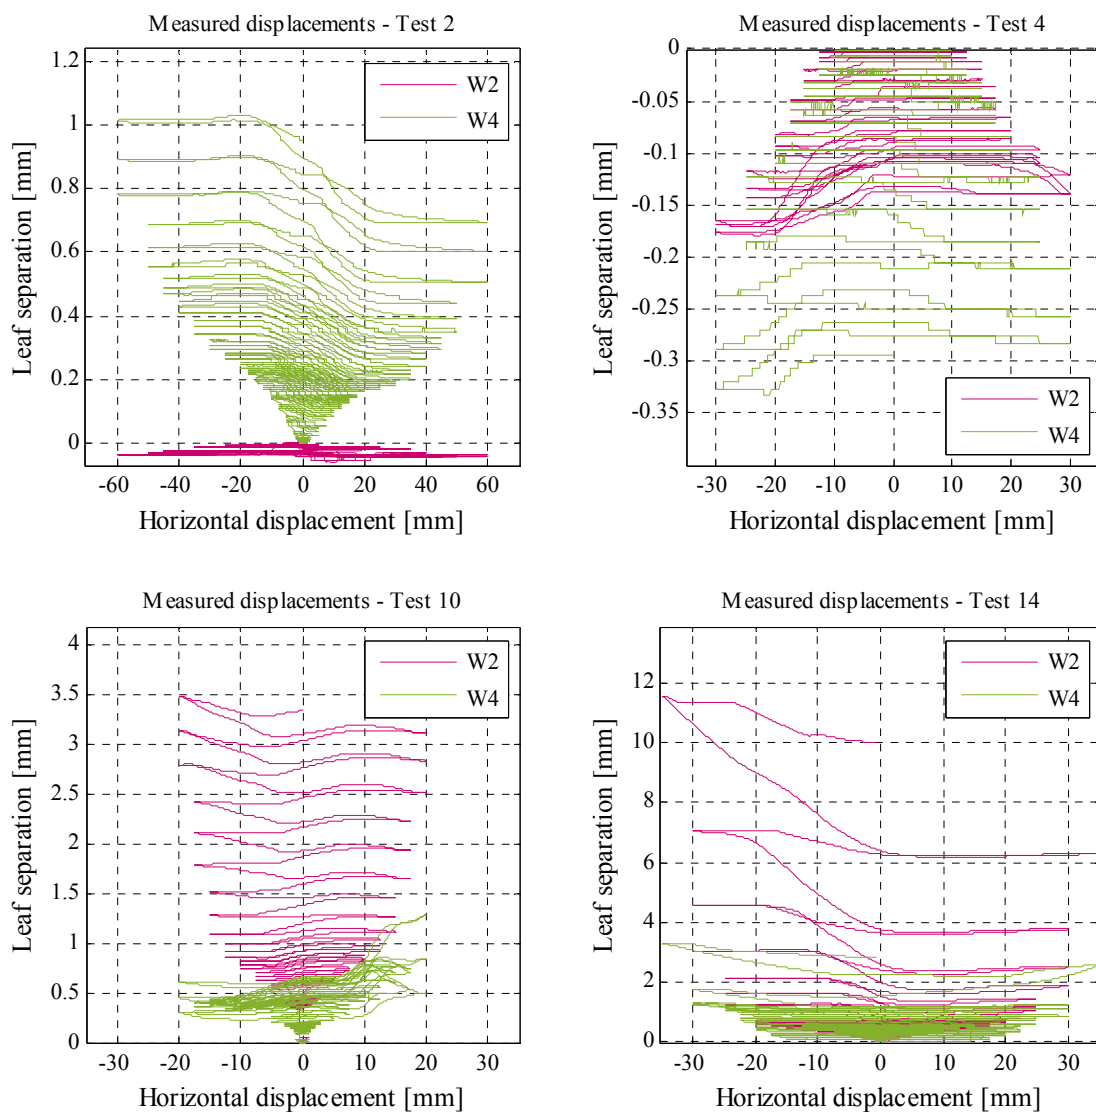 Measured displacements - Test 2
1.2
1
0.8
0.6
0.4
0.2
0
Leaf separation [mm]
W2
W4
-60 -40 -20 0 20 40 60
Horizontal displacement [mm]
Measured displacements - Test 4
0
-0.05
-0.1
-0.15
-0.2
-0.25
-0.3
-0.35
Leaf separation [mm]
W2
W4
-30 -20 -10 0 10 20 30
Horizontal displacement [mm]
Measured displacements - Test 10
4
3.5
3
2.5
2
1.5
1
0.5
0
Leaf separation [mm]
W2
W4
-30 -20 -10 0 10 20 30
Horizontal displacement [mm]
Measured displacements - Test 14
12
10
8
6
4
2
0
Leaf separation [mm]
W2
W4
-30 -20 -10 0 10 20 30
Horizontal displacement [mm]